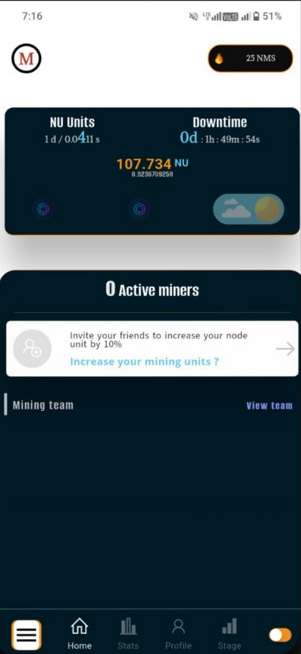 7:16
51%
M
25 NMS
NU Units
Downtime
1 d / 0.0411 s
0d : 1h : 49m : 54s
107.734 NU
0 Active miners
Invite your friends to increase your node
unit by 10%
Increase your mining units ?
Mining team
View team
Home
Stats
Profile
Stage